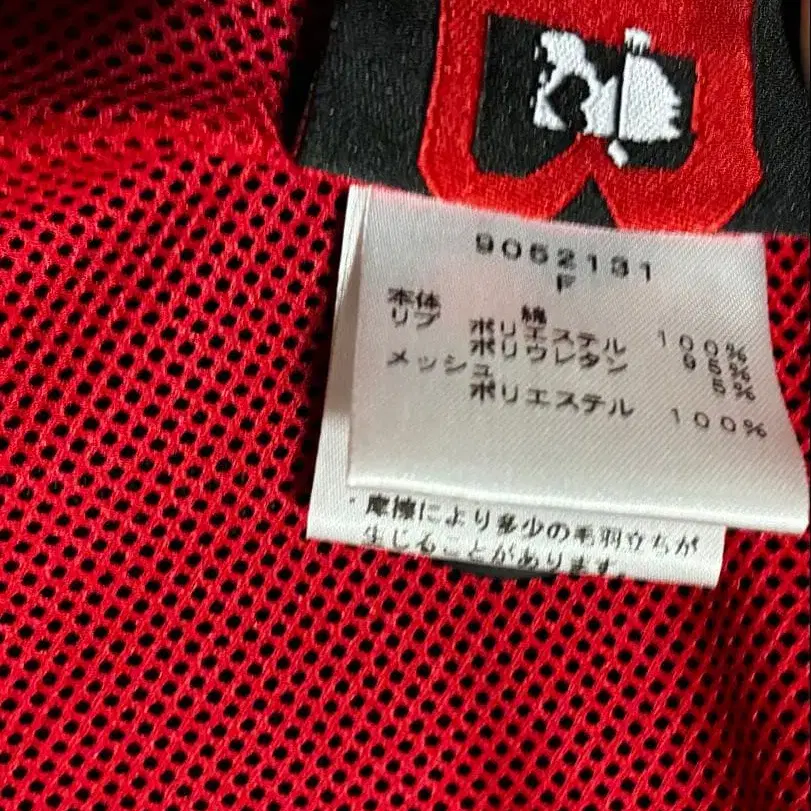 9052131
F
本体 綿 100%
リブ ポリエステル 95%
ポリウレタン 5%
メッシュ
ポリエステル 100%
・摩擦により多少の毛羽立ちが
生じることがあります